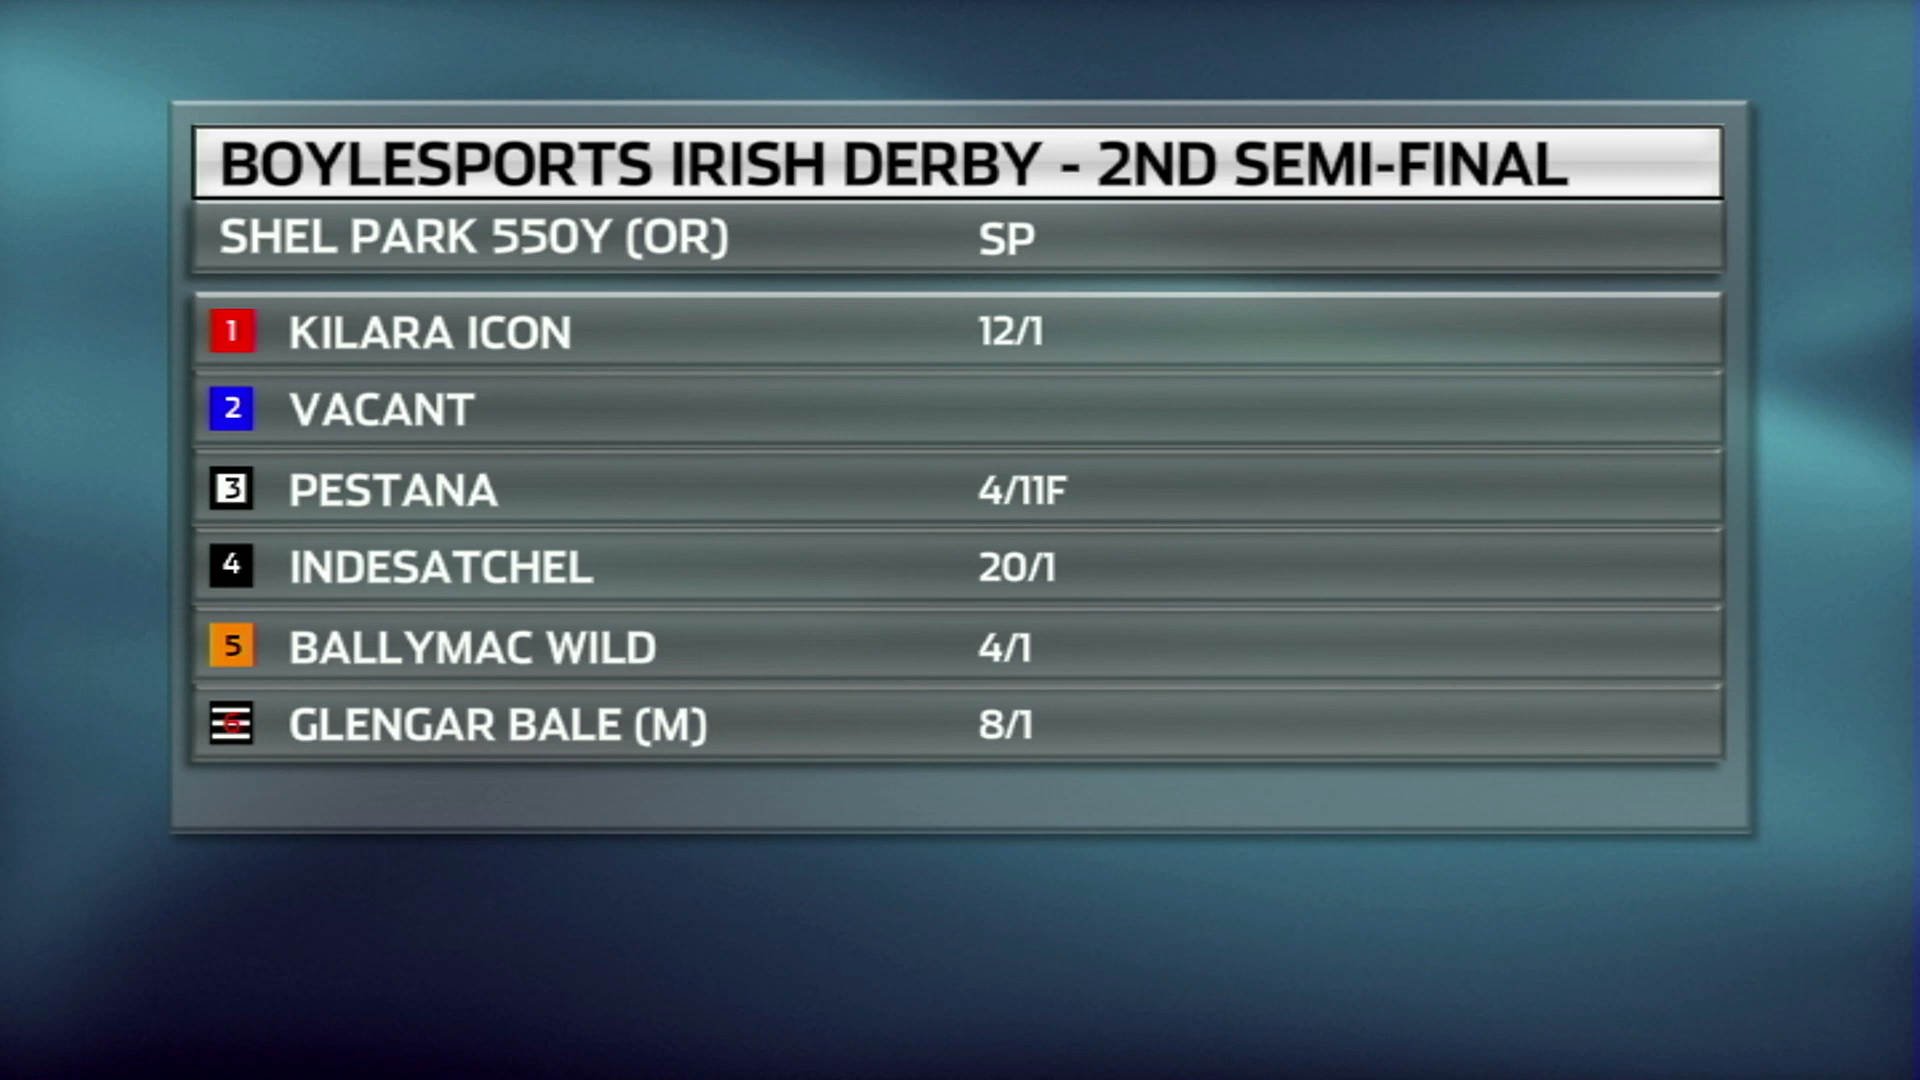 BOYLESPORTS IRISH DERBY - 2ND SEMI-FINAL
SHEL PARK 550Y (OR) SP
1 KILARA ICON 12/1
2 VACANT
3 PESTANA 4/11F
4 INDESATCHEL 20/1
5 BALLYMAC WILD 4/1
6 GLENGAR BALE (M) 8/1